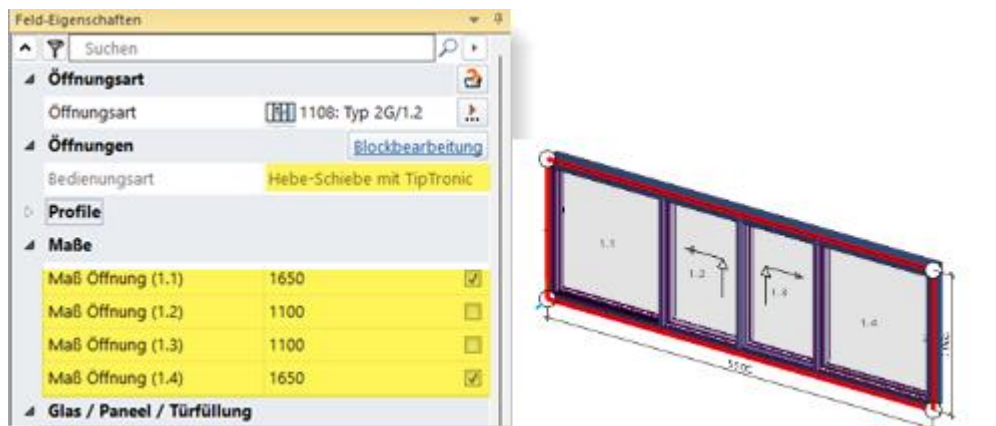 Feld-Eigenschaften
Suchen
Öffnungsart
Öffnungsart 1108: Typ 2G/1.2
Öffnungen Blockbearbeitung
Bedienungsart Hebe-Schiebe mit TipTronic
Profile
Maße
Maß Öffnung (1.1) 1650
Maß Öffnung (1.2) 1100
Maß Öffnung (1.3) 1100
Maß Öffnung (1.4) 1650
Glas / Paneel / Türfüllung
1.1
1.2
1.3
1.4
5500